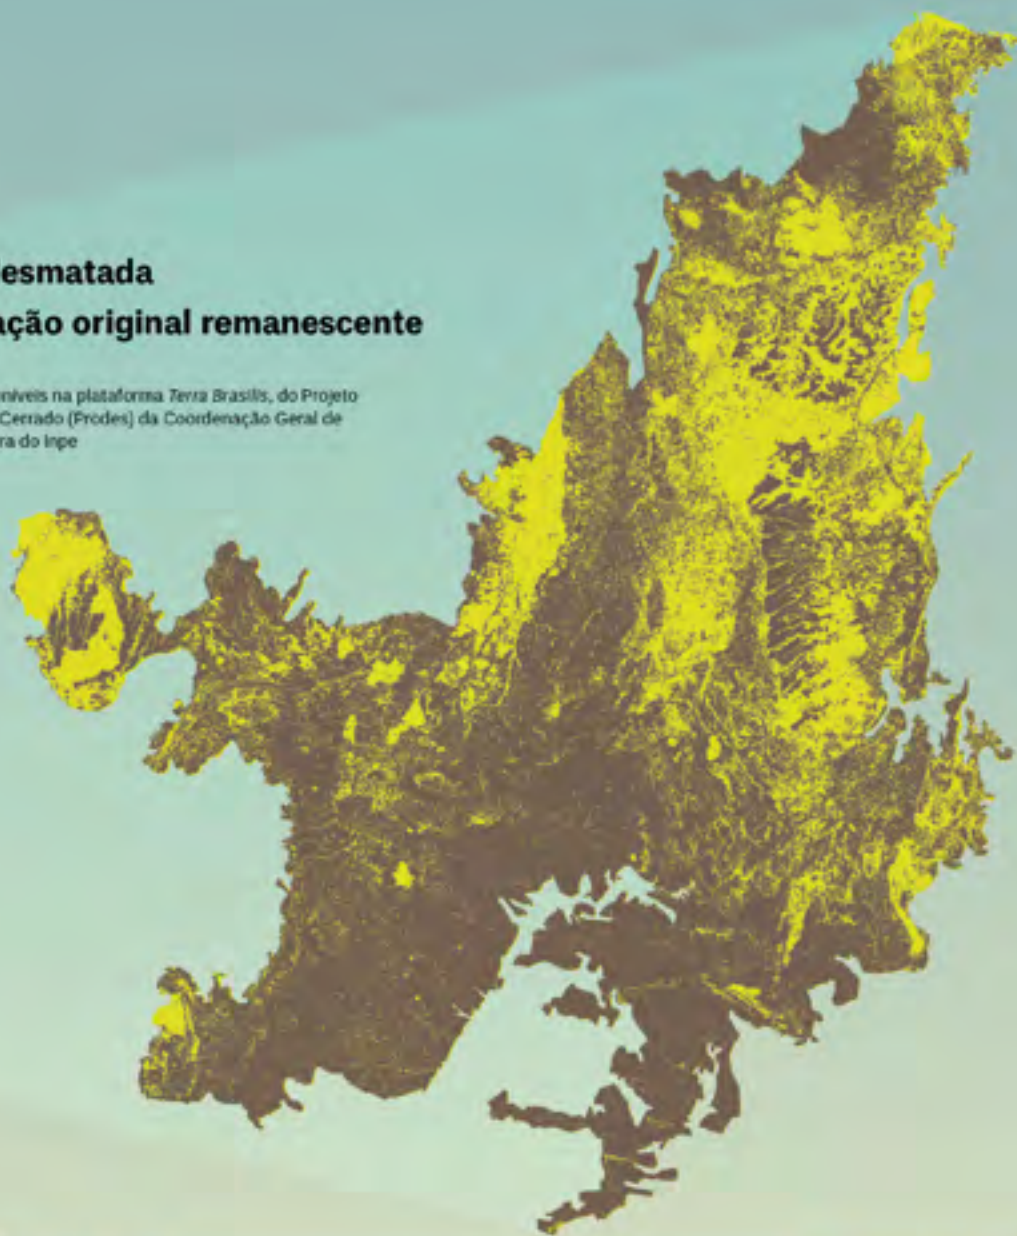 esmatada
ação original remanescente
níveis na plataforma Terra Brasilis, do Projeto
Cerrado (Prodes) da Coordenação Geral de
ra do Inpe